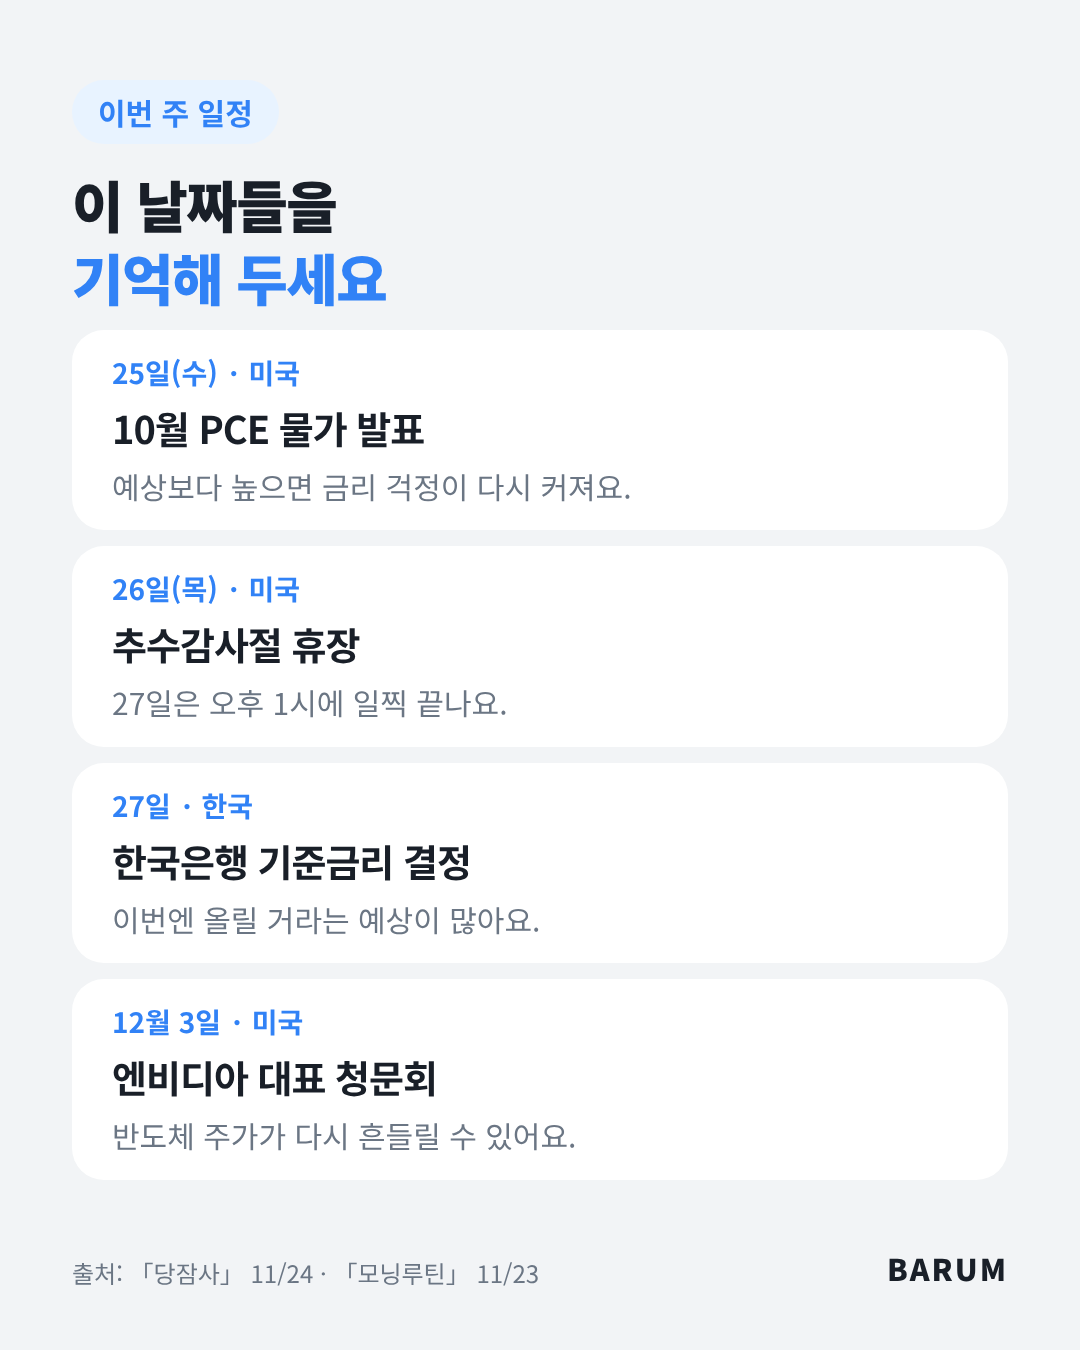 이번 주 일정
이 날짜들을
기억해 두세요
25일(수) · 미국
10월 PCE 물가 발표
예상보다 높으면 금리 걱정이 다시 커져요.
26일(목) · 미국
추수감사절 휴장
27일은 오후 1시에 일찍 끝나요.
27일 · 한국
한국은행 기준금리 결정
이번엔 올릴 거라는 예상이 많아요.
12월 3일 · 미국
엔비디아 대표 청문회
반도체 주가가 다시 흔들릴 수 있어요.
출처: 「당잠사」 11/24 · 「모닝루틴」 11/23
BARUM